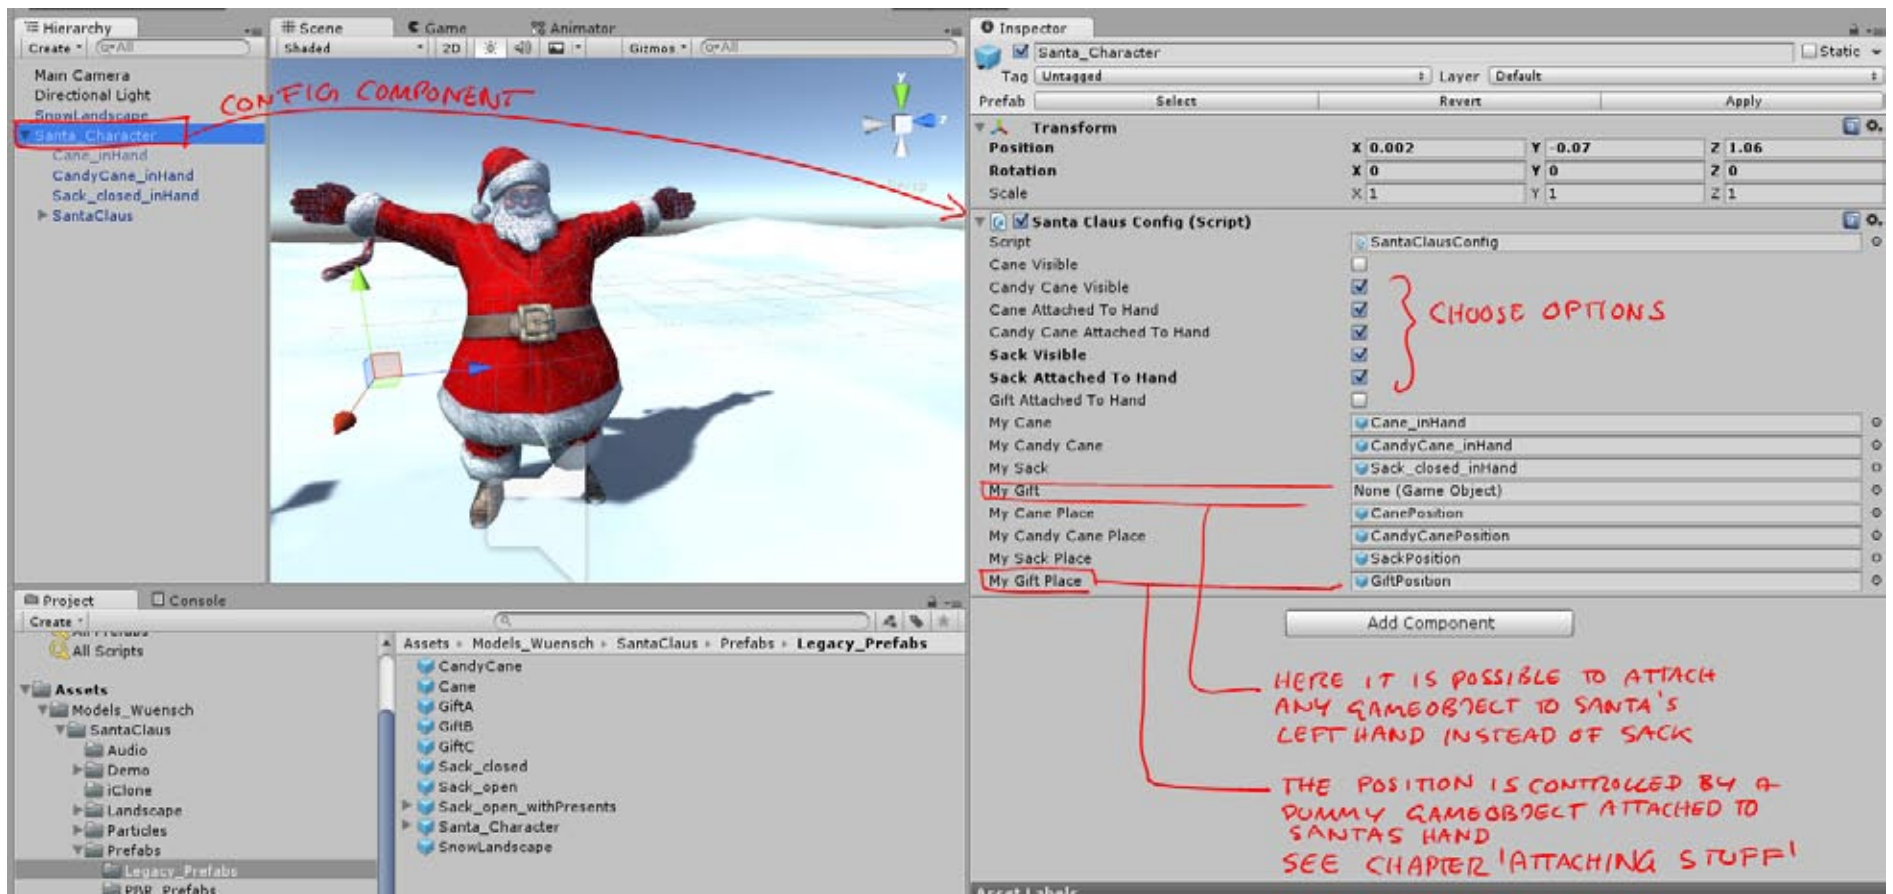 Hierarchy
Create All
Main Camera
Directional Light
SnowLandscape
Santa_Character
Cane_inHand
CandyCane_inHand
Sack_closed_inHand
SantaClaus
Scene Game Animator
Shaded 2D Gizmos All
CONFIG COMPONENT
y
z
Persp
Inspector
Santa_Character Static
Tag Untagged Layer Default
Prefab Select Revert Apply
Transform
Position X 0.002 Y -0.07 Z 1.06
Rotation X 0 Y 0 Z 0
Scale X 1 Y 1 Z 1
Santa Claus Config (Script)
Script SantaClausConfig
Cane Visible
Candy Cane Visible
Cane Attached To Hand
Candy Cane Attached To Hand
Sack Visible
Sack Attached To Hand
Gift Attached To Hand
CHOOSE OPTIONS
My Cane Cane_inHand
My Candy Cane CandyCane_inHand
My Sack Sack_closed_inHand
My Gift None (Game Object)
My Cane Place CanePosition
My Candy Cane Place CandyCanePosition
My Sack Place SackPosition
My Gift Place GiftPosition
Add Component
HERE IT IS POSSIBLE TO ATTACH
ANY GAMEOBJECT TO SANTA'S
LEFT HAND INSTEAD OF SACK
THE POSITION IS CONTROLLED BY A
DUMMY GAMEOBJECT ATTACHED TO
SANTAS HAND
SEE CHAPTER 'ATTACHING STUFF'
Asset Labels
Project Console
Create
All Prefabs
All Scripts
Assets
Models_Wuensch
SantaClaus
Audio
Demo
iClone
Landscape
Particles
Prefabs
Legacy_Prefabs
PBR_Prefabs
Assets Models_Wuensch SantaClaus Prefabs Legacy_Prefabs
CandyCane
Cane
GiftA
GiftB
GiftC
Sack_closed
Sack_open
Sack_open_withPresents
Santa_Character
SnowLandscape